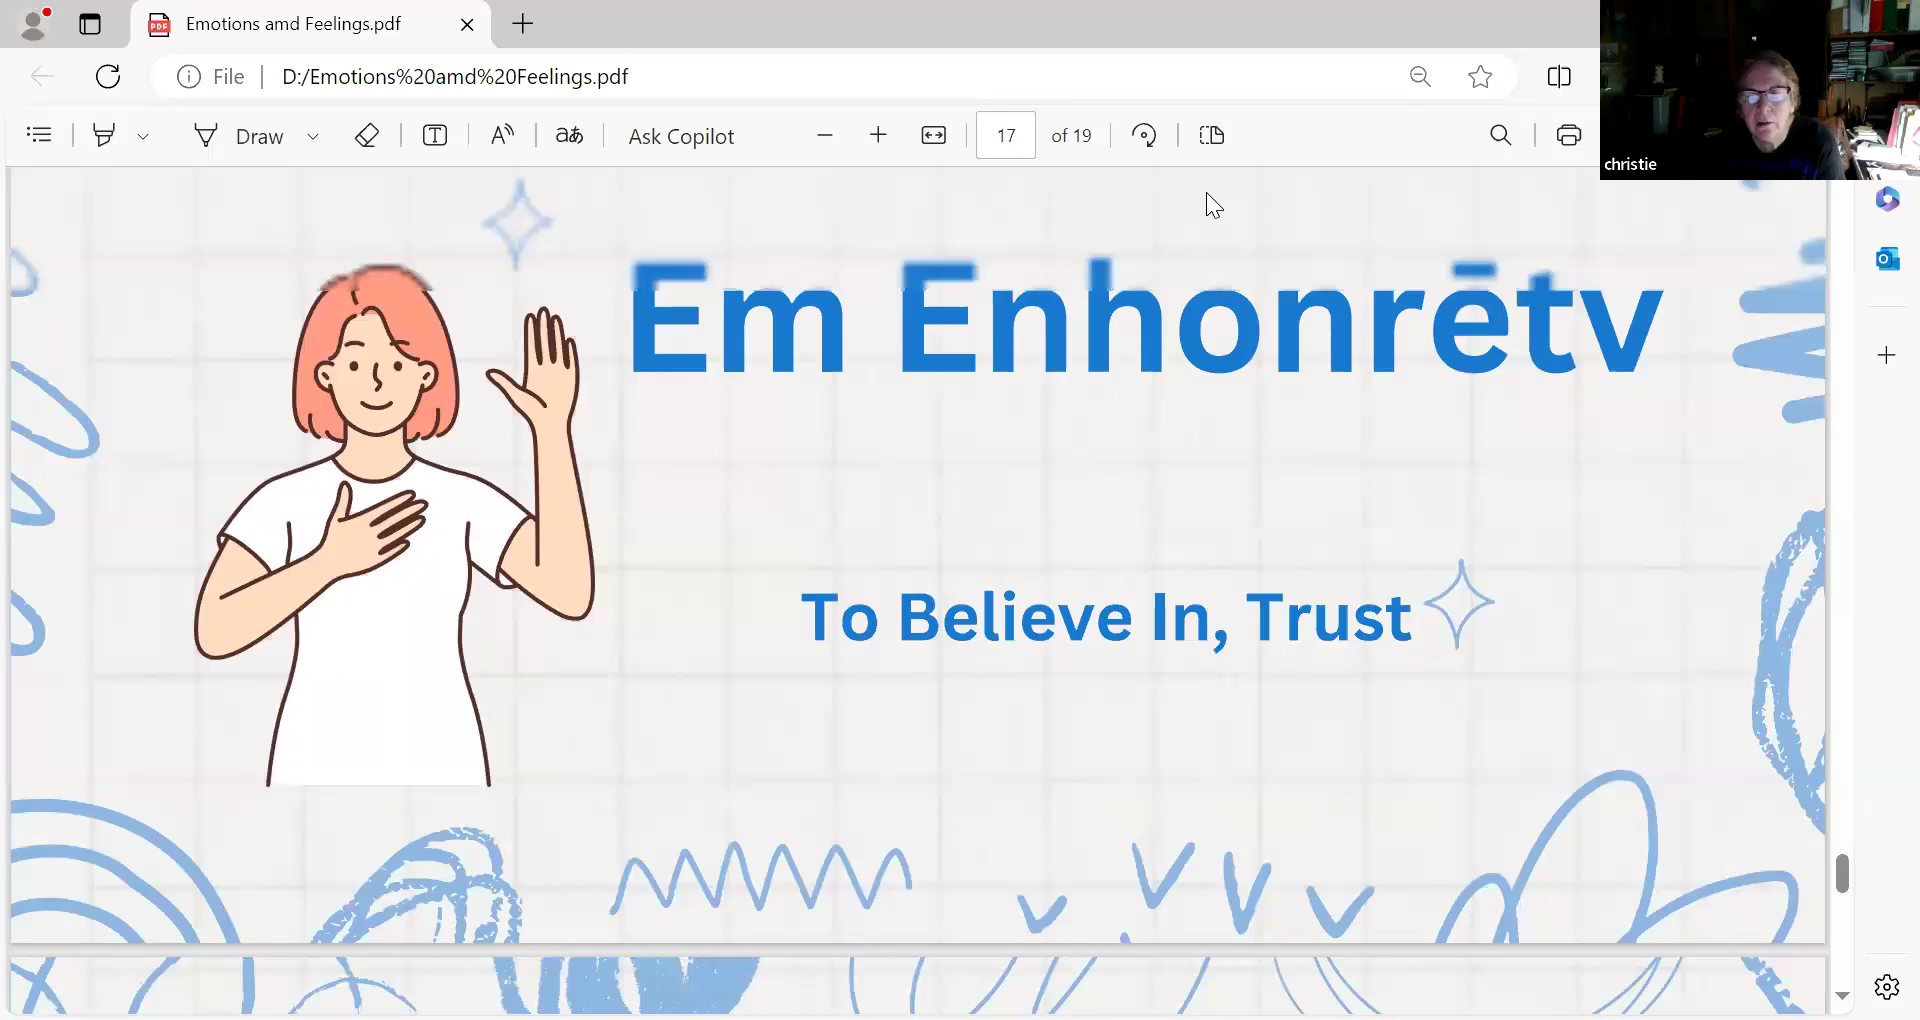 Emotions amd Feelings.pdf
File
D:/Emotions%20amd%20Feelings.pdf
Draw
Ask Copilot
17 of 19
christie
Em Enhonrētv
To Believe In, Trust